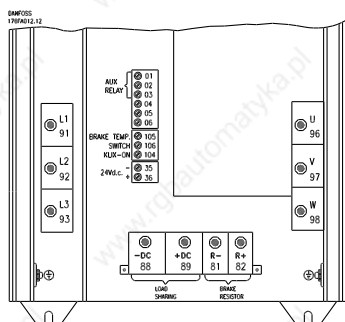 DANFOSS
178FA012.12
AUX
RELAY
01
02
03
04
05
06
BRAKE TEMP.
SWITCH
KLIX-ON
105
106
104
24Vd.c.
-
+
35
36
L1
91
L2
92
L3
93
U
96
V
97
W
98
-DC
88
+DC
89
R-
81
R+
82
LOAD
SHARING
BRAKE
RESISTOR
www.rgbautomatyka.pl